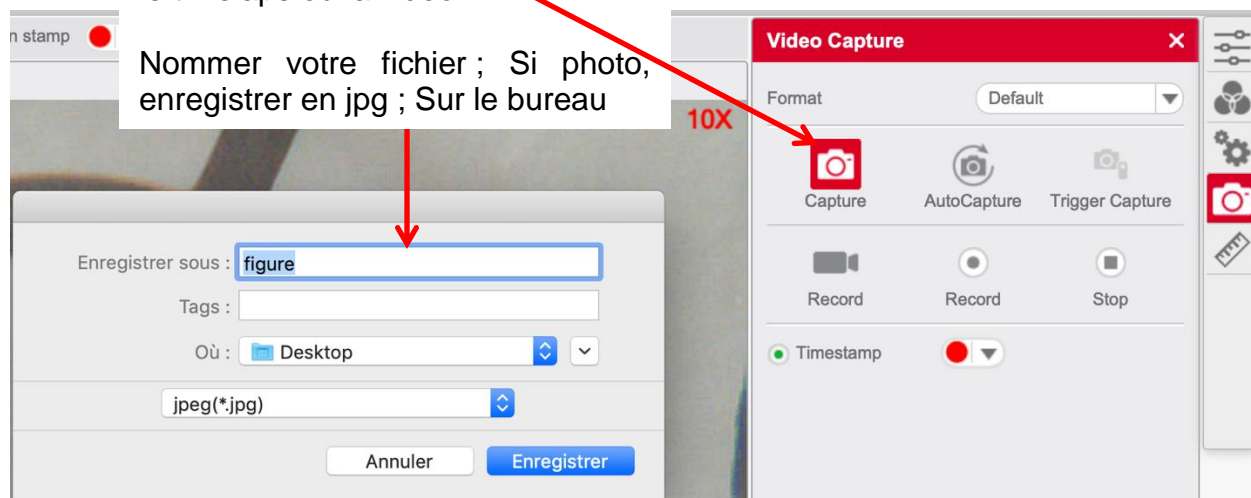 n stamp
Nommer votre fichier ; Si photo,
enregistrer en jpg ; Sur le bureau
10X
Enregistrer sous : figure
Tags :
Où : Desktop
jpeg(*.jpg)
Annuler Enregistrer
Video Capture
Format Default
Capture AutoCapture Trigger Capture
Record Record Stop
Timestamp